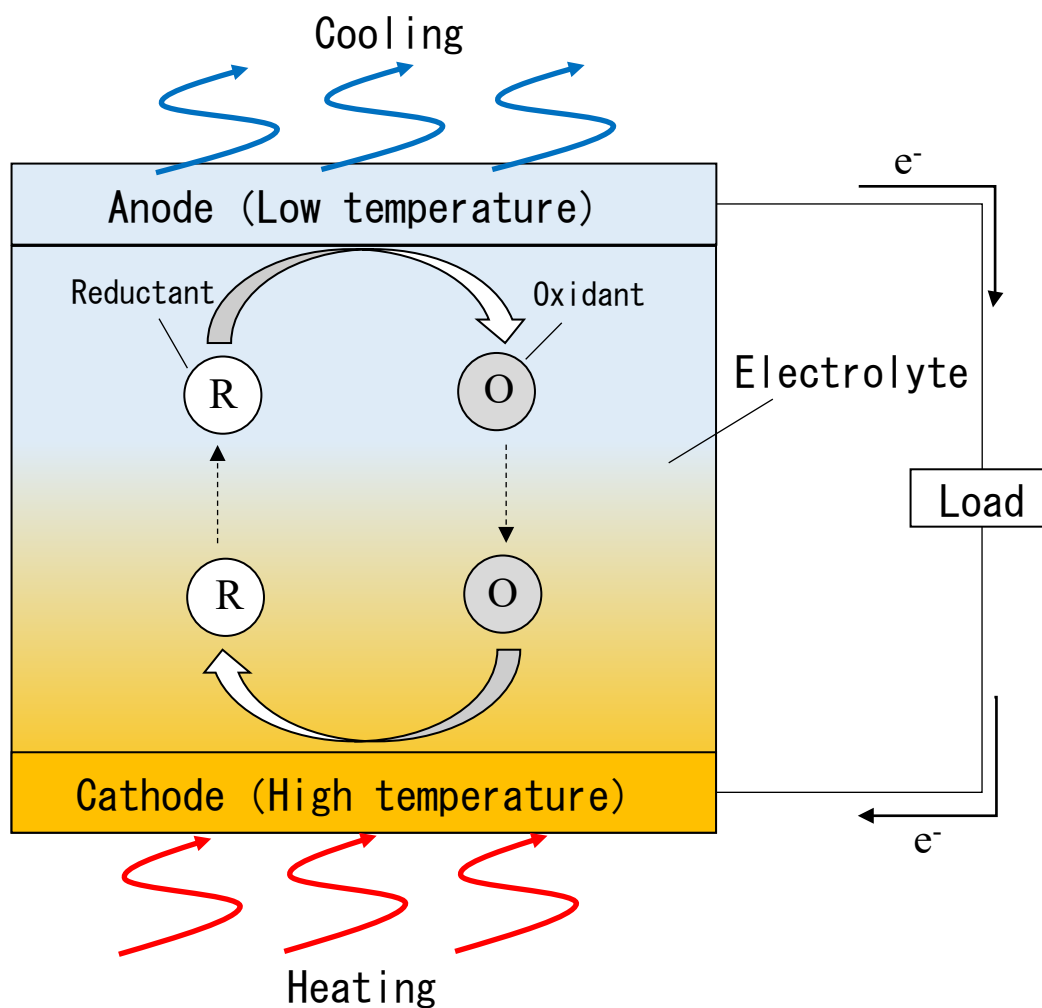 Cooling
e-
Anode (Low temperature)
Reductant
Oxidant
R
O
Electrolyte
Load
R
O
Cathode (High temperature)
e-
Heating